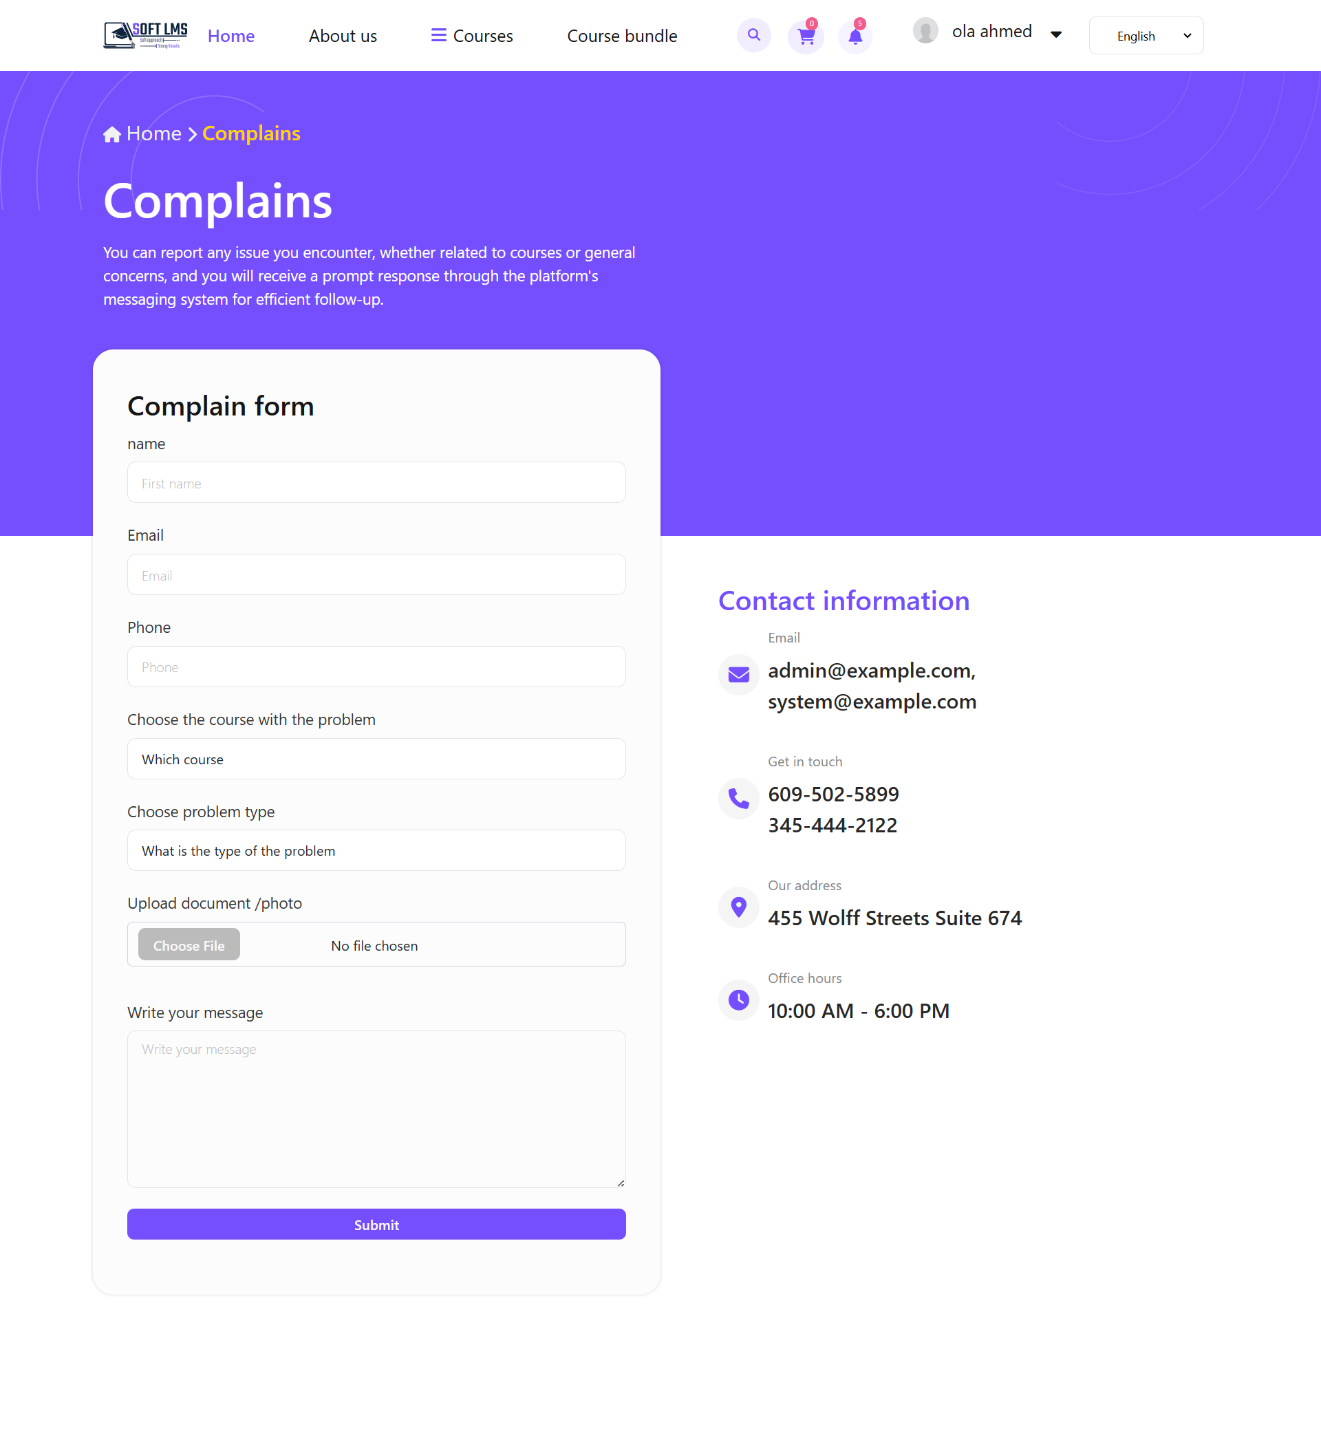 SOFT LMS
Home
About us
Courses
Course bundle
0
5
ola ahmed
English
Home
Complains
Complains
You can report any issue you encounter, whether related to courses or general
concerns, and you will receive a prompt response through the platform's
messaging system for efficient follow-up.
Complain form
name
First name
Email
Email
Phone
Phone
Choose the course with the problem
Which course
Choose problem type
What is the type of the problem
Upload document /photo
Choose File
No file chosen
Write your message
Write your message
Submit
Contact information
Email
admin@example.com,
system@example.com
Get in touch
609-502-5899
345-444-2122
Our address
455 Wolff Streets Suite 674
Office hours
10:00 AM - 6:00 PM